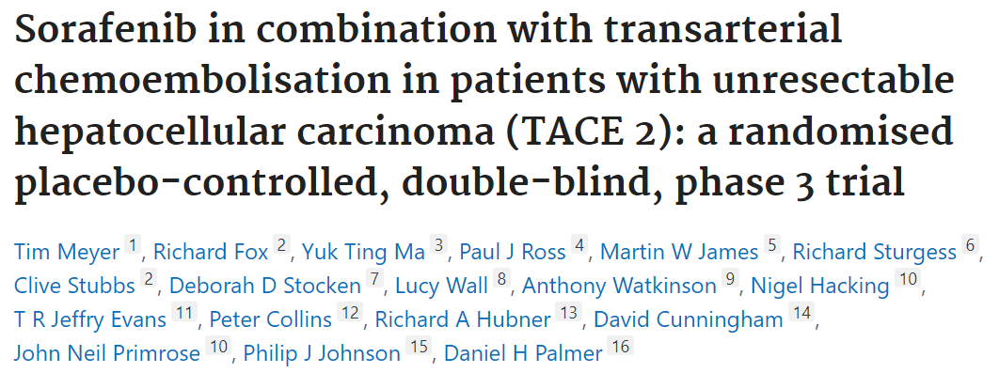 Sorafenib in combination with transarterial
chemoembolisation in patients with unresectable
hepatocellular carcinoma (TACE 2): a randomised
placebo-controlled, double-blind, phase 3 trial
Tim Meyer 1, Richard Fox 2, Yuk Ting Ma 3, Paul J Ross 4, Martin W James 5, Richard Sturgess 6,
Clive Stubbs 2, Deborah D Stocken 7, Lucy Wall 8, Anthony Watkinson 9, Nigel Hacking 10,
T R Jeffry Evans 11, Peter Collins 12, Richard A Hubner 13, David Cunningham 14,
John Neil Primrose 10, Philip J Johnson 15, Daniel H Palmer 16